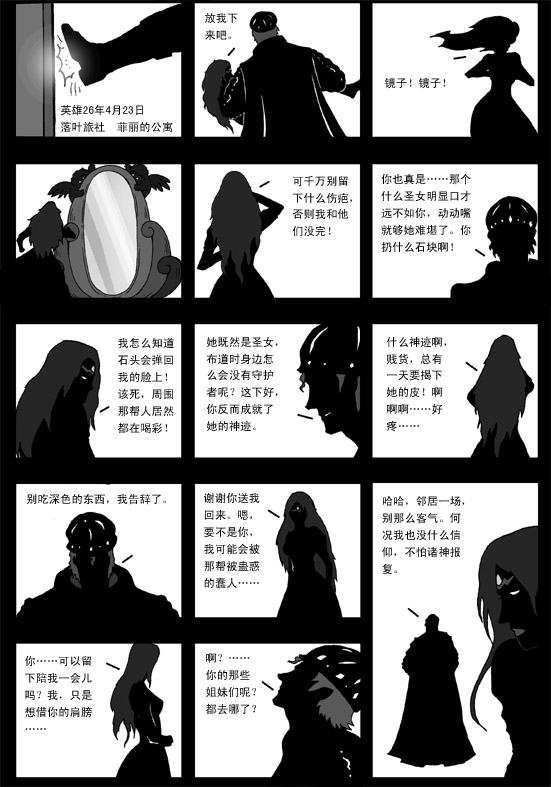 英雄26年4月23日
落叶旅社 菲丽的公寓
放我下
来吧。
镜子！镜子！
可千万别留
下什么伤疤，
否则我和他
们没完！
你也真是……那个
什么圣女明显口才
远不如你，动动嘴
就够她难堪了。你
扔什么石块啊！
我怎么知道
石头会弹回
我的脸上！
该死，周围
那帮人居然
都在喝彩！
她既然是圣女，
布道时身边怎
么会没有守护
者呢？这下好，
你反而成就了
她的神迹。
什么神迹啊，
贱货，总有
一天要揭下
她的皮！啊
啊啊……好
疼……
别吃深色的东西，我告辞了。
谢谢你送我
回来。嗯，
要不是你，
我可能会被
那帮被蛊惑
的蠢人……
哈哈，邻居一场，
别那么客气。何
况我也没什么信
仰，不怕诸神报
复。
你……可以留
下陪我一会儿
吗？我，只是
想借你的肩膀
……
啊？……
你的那些
姐妹们呢？
都去哪了？